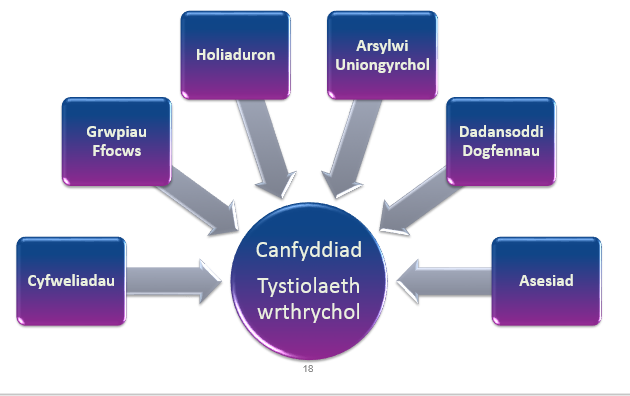 Holiaduron
Arsylwi
Uniongyrchol
Grwpiau
Ffocws
Dadansoddi
Dogfennau
Cyfweliadau
Canfyddiad
Tystiolaeth
wrthrychol
Asesiad
18